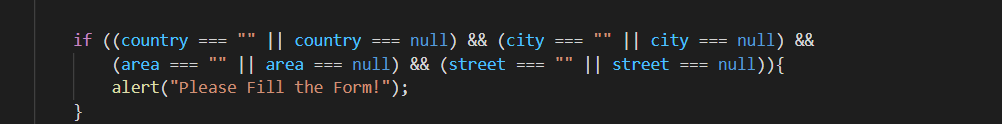 if ((country === "" || country === null) && (city === "" || city === null) &&
(area === "" || area === null) && (street === "" || street === null)){
alert("Please Fill the Form!");
}